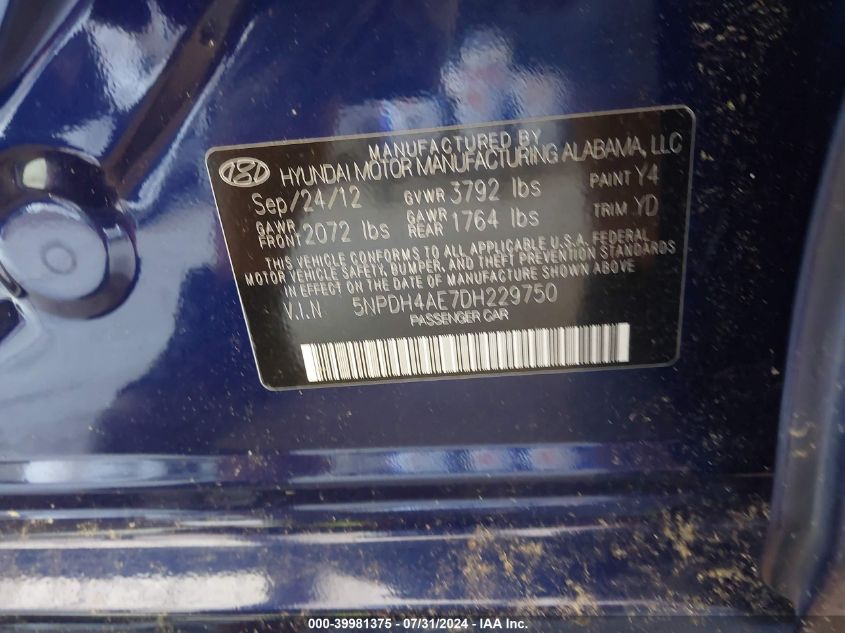 MANUFACTURED BY
HYUNDAI MOTOR MANUFACTURING ALABAMA, LLC
Sep/24/12 GVWR 3792 lbs PAINT Y4
GAWR FRONT 2072 lbs GAWR REAR 1764 lbs TRIM YD
THIS VEHICLE CONFORMS TO ALL APPLICABLE U.S.A. FEDERAL
MOTOR VEHICLE SAFETY, BUMPER, AND THEFT PREVENTION STANDARDS
IN EFFECT ON THE DATE OF MANUFACTURE SHOWN ABOVE
V.I.N 5NPDH4AE7DH229750
PASSENGER CAR
000-39981375 - 07/31/2024 - IAA, Inc.